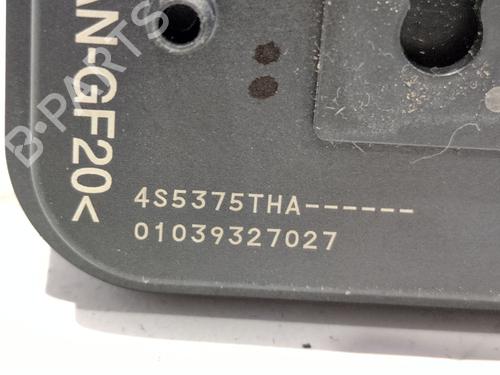 AN-GF20<
4S5375THA------
01039327027
B-PARTS